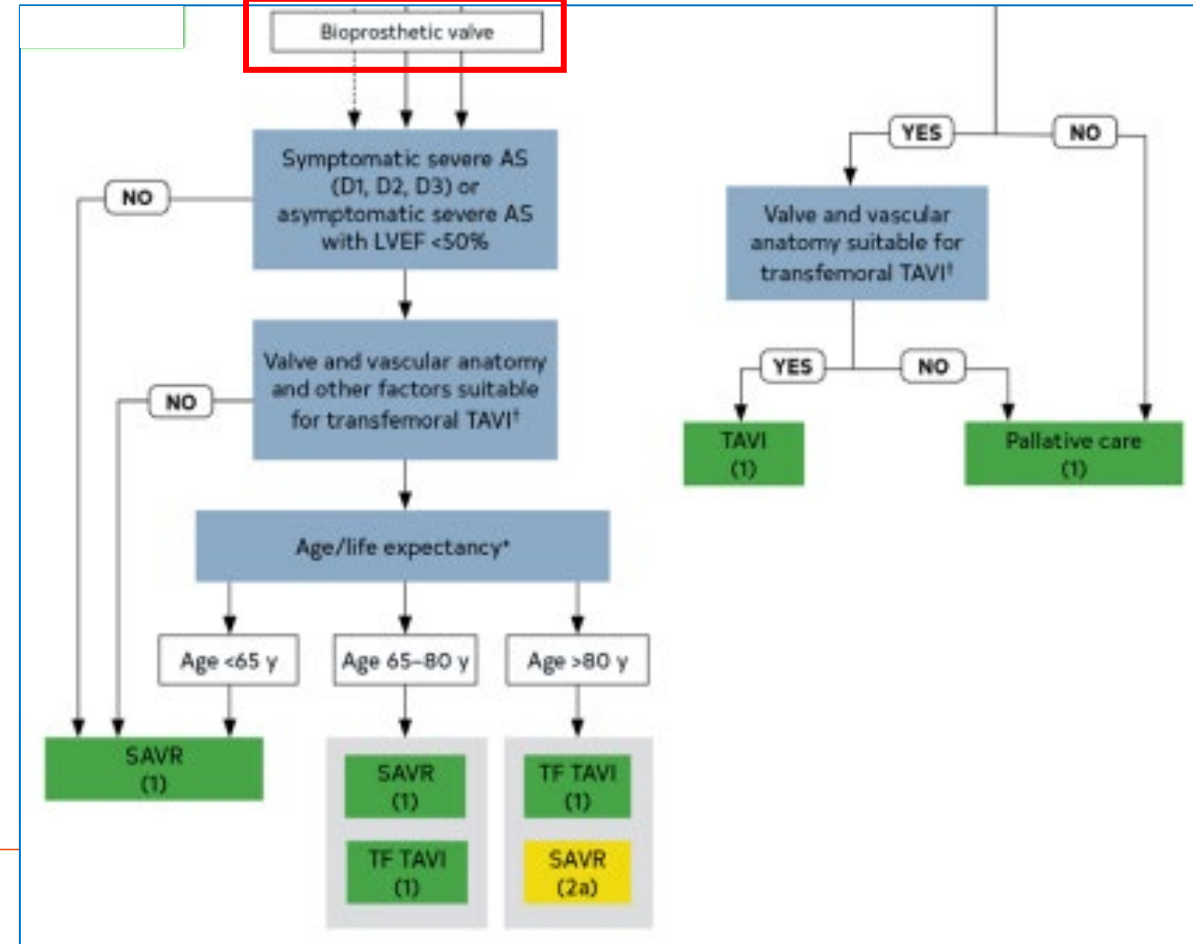 Bioprosthetic valve
Symptomatic severe AS
(D1, D2, D3) or
asymptomatic severe AS
with LVEF <50%
NO
Valve and vascular anatomy
and other factors suitable
for transfemoral TAVI†
NO
Age/life expectancy*
Age <65 y
Age 65–80 y
Age >80 y
SAVR
(1)
SAVR
(1)
TF TAVI
(1)
TF TAVI
(1)
SAVR
(2a)
YES
NO
Valve and vascular
anatomy suitable for
transfemoral TAVI†
YES
NO
TAVI
(1)
Pallative care
(1)